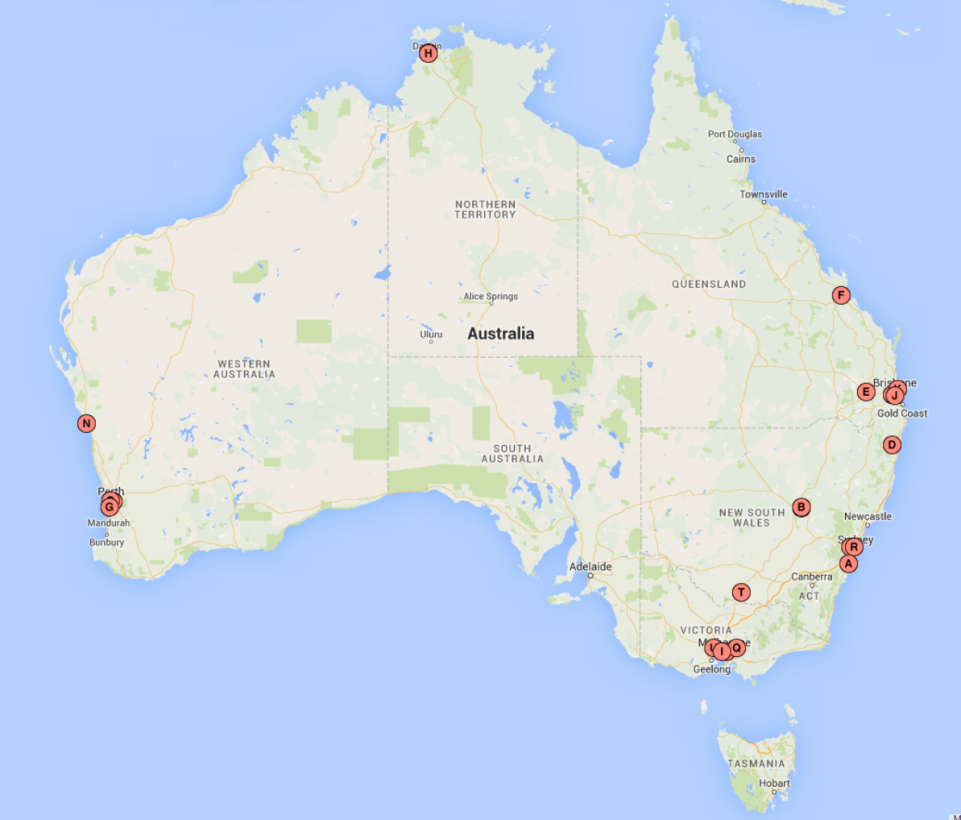 H
Port Douglas
Cairns
Townsville
NORTHERN
TERRITORY
QUEENSLAND
Alice Springs
F
Uluru
Australia
WESTERN
AUSTRALIA
E
J
Gold Coast
N
D
SOUTH
AUSTRALIA
Perth
G
B
Mandurah
NEW SOUTH
WALES
Newcastle
Bunbury
Sydney
R
A
Adelaide
Canberra
T
ACT
VICTORIA
I
Q
Geelong
TASMANIA
Hobart